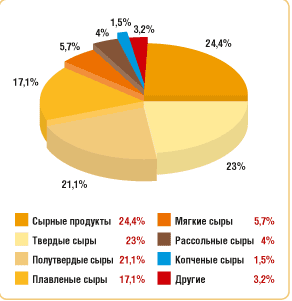 1,5%
4%
3,2%
5,7%
24,4%
17,1%
21,1%
23%
Сырные продукты 24,4%
Твердые сыры 23%
Полутвердые сыры 21,1%
Плавленые сыры 17,1%
Мягкие сыры 5,7%
Рассольные сыры 4%
Копченые сыры 1,5%
Другие 3,2%